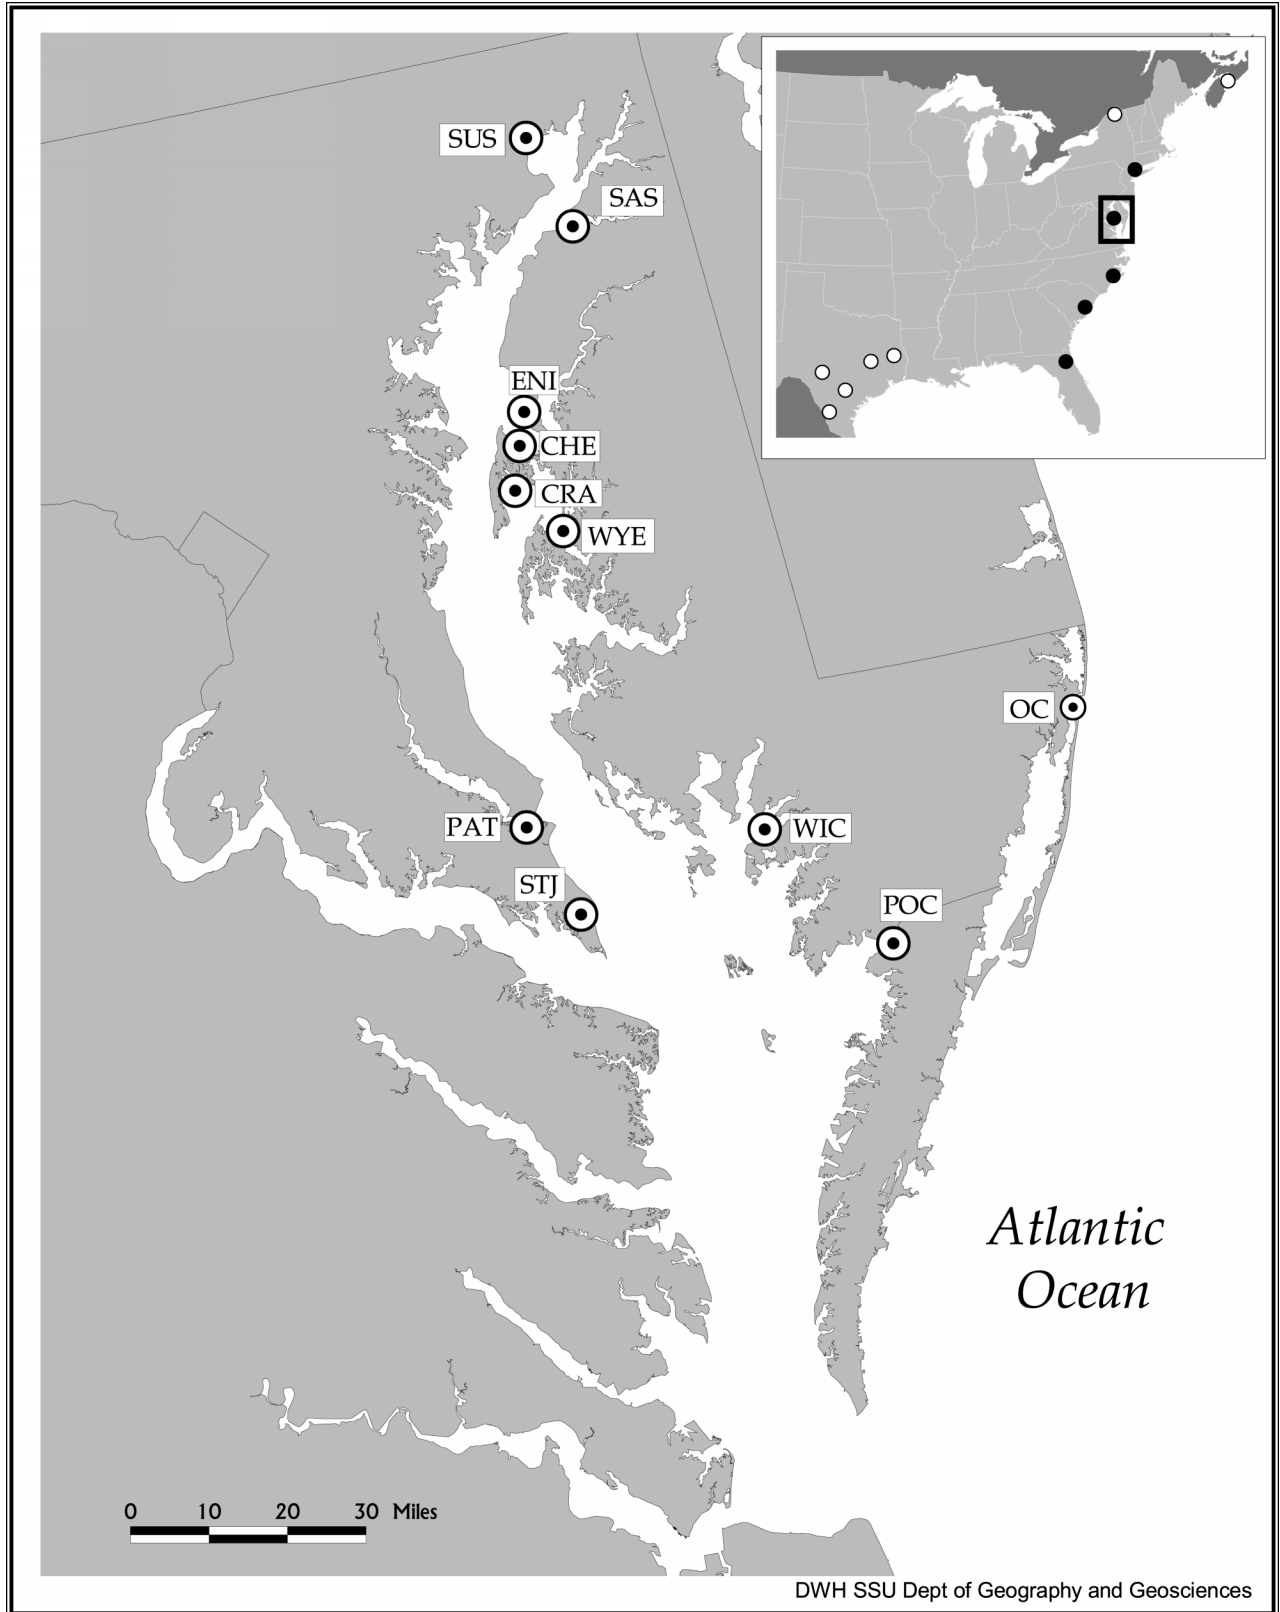 SUS
SAS
ENI
CHE
CRA
WYE
OC
PAT
WIC
STJ
POC
Atlantic
Ocean
0 10 20 30 Miles
DWH SSU Dept of Geography and Geosciences